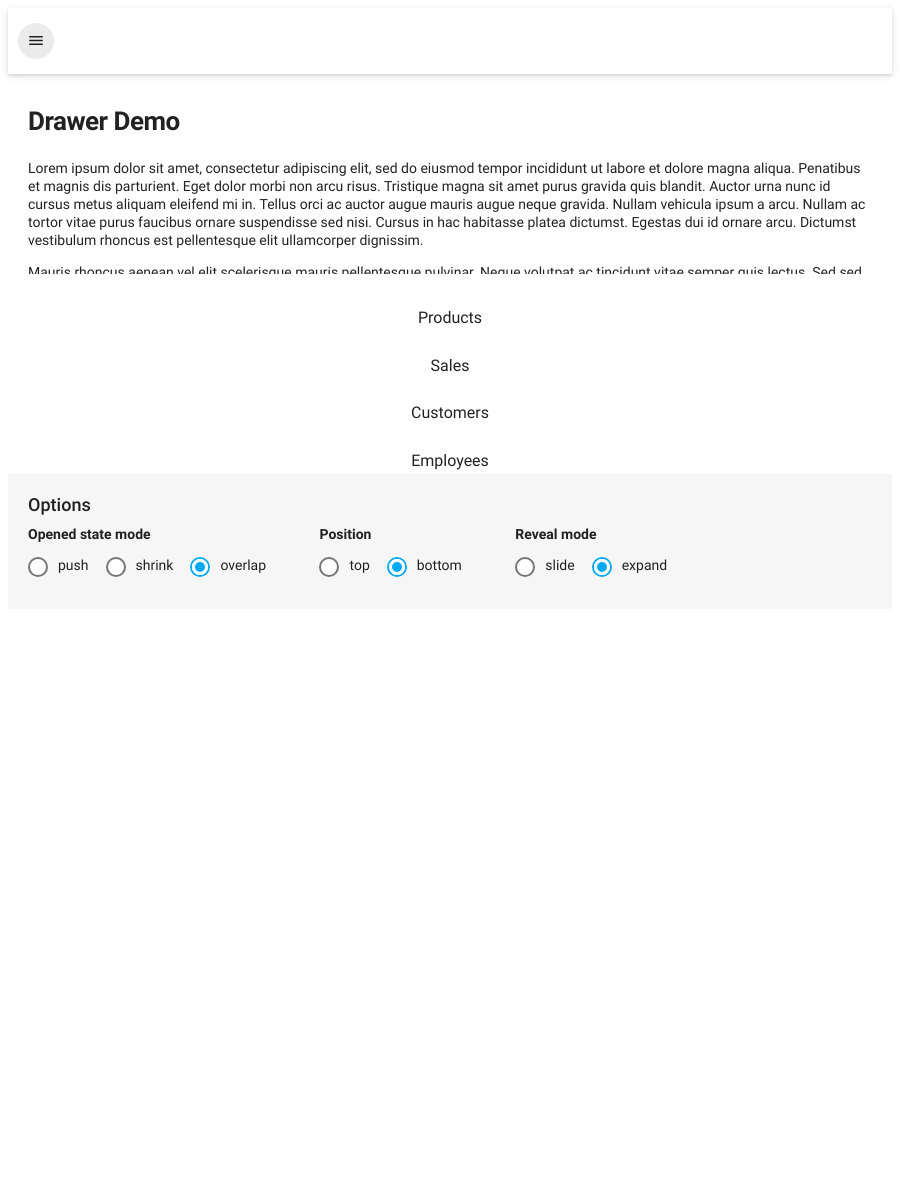 Drawer Demo
Lorem ipsum dolor sit amet, consectetur adipiscing elit, sed do eiusmod tempor incididunt ut labore et dolore magna aliqua. Penatibus
et magnis dis parturient. Eget dolor morbi non arcu risus. Tristique magna sit amet purus gravida quis blandit. Auctor urna nunc id
cursus metus aliquam eleifend mi in. Tellus orci ac auctor augue mauris augue neque gravida. Nullam vehicula ipsum a arcu. Nullam ac
tortor vitae purus faucibus ornare suspendisse sed nisi. Cursus in hac habitasse platea dictumst. Egestas dui id ornare arcu. Dictumst
vestibulum rhoncus est pellentesque elit ullamcorper dignissim.
Mauris rhoncus aenean vel elit scelerisque mauris pellentesque pulvinar. Neque volutpat ac tincidunt vitae semper quis lectus. Sed sed
Products
Sales
Customers
Employees
Options
Opened state mode Position Reveal mode
push shrink overlap top bottom slide expand